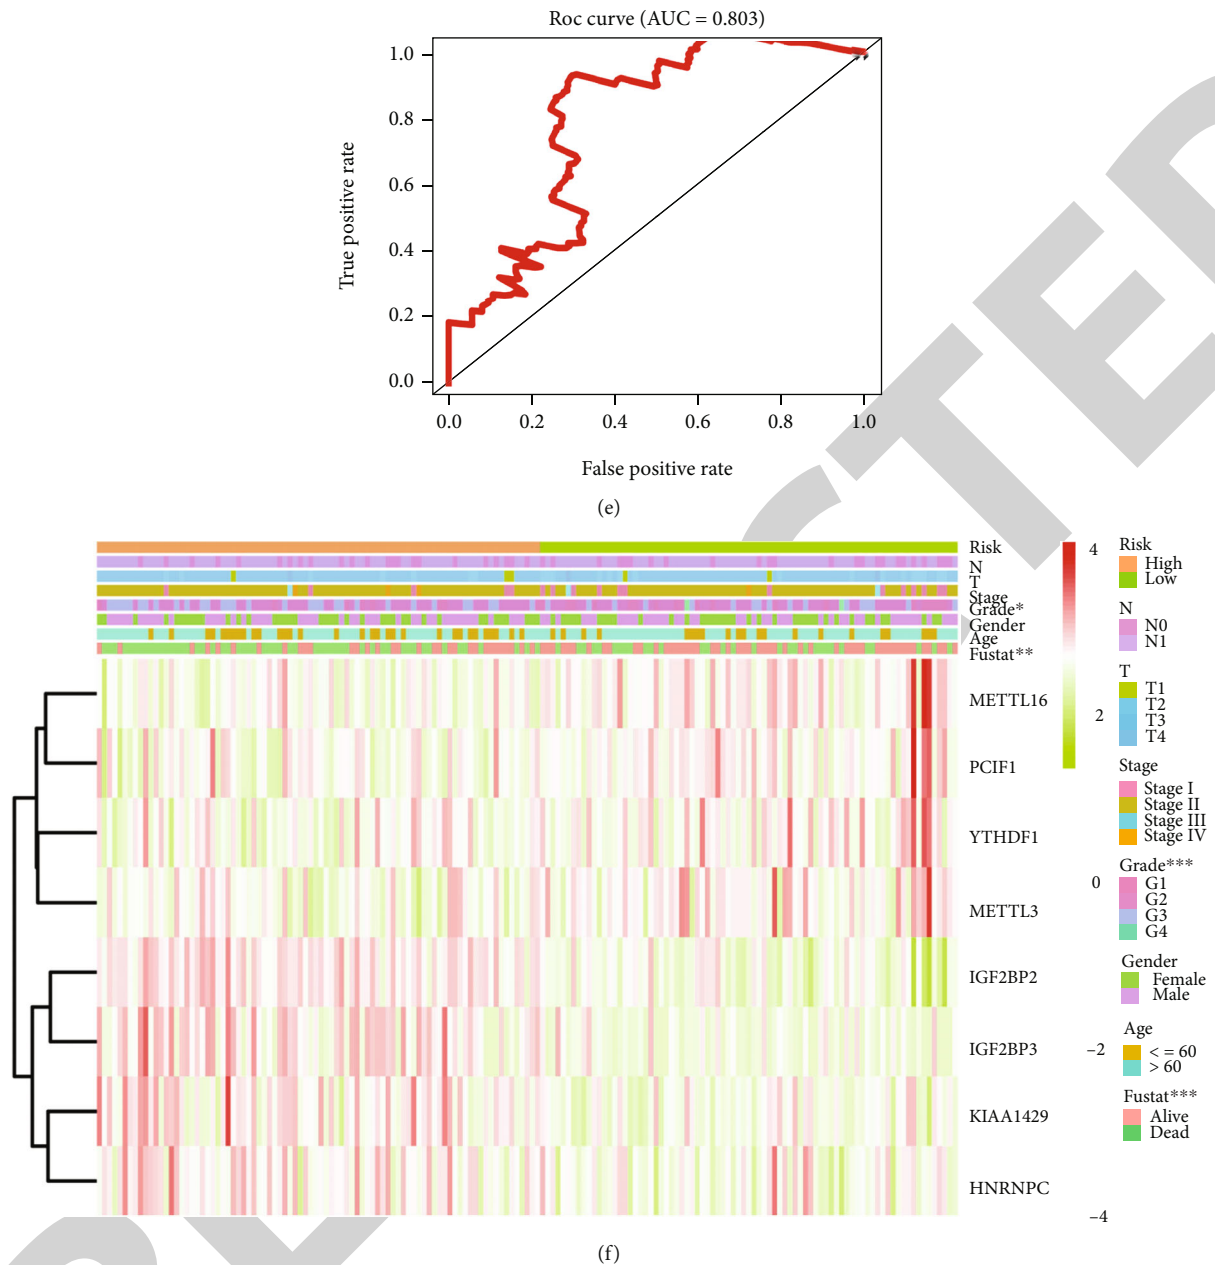 Roc curve (AUC = 0.803)
1.0
0.8
0.6
0.4
0.2
0.0
True positive rate
0.0 0.2 0.4 0.6 0.8 1.0
False positive rate
(e)
Risk
N
T
Stage
Grade*
Gender
Age
Fustat**
METTL16
PCIF1
YTHDF1
METTL3
IGF2BP2
IGF2BP3
KIAA1429
HNRNPC
4
2
0
−2
−4
Risk
High
Low
N
N0
N1
T
T1
T2
T3
T4
Stage
Stage I
Stage II
Stage III
Stage IV
Grade***
G1
G2
G3
G4
Gender
Female
Male
Age
< = 60
> 60
Fustat***
Alive
Dead
(f)